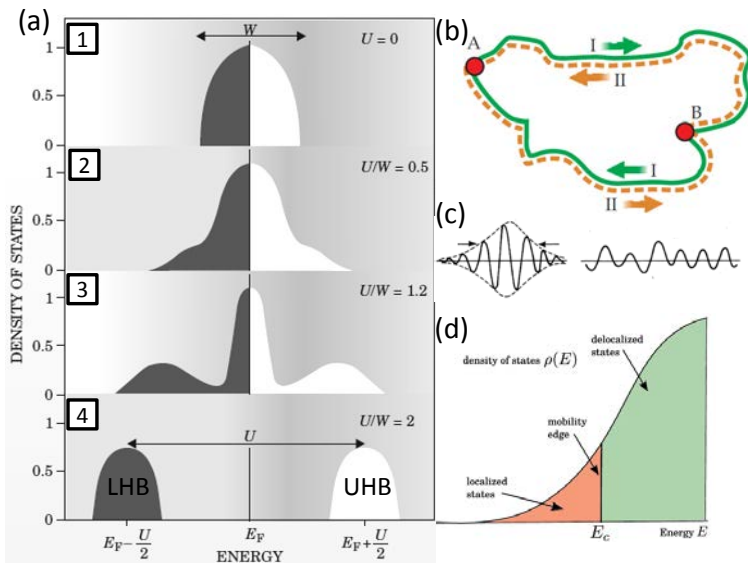 (a)
DENSITY OF STATES
1
W
U = 0
1
0.5
0
2
U/W = 0.5
1
0.5
0
3
U/W = 1.2
1
0.5
0
4
U/W = 2
1
U
0.5
LHB
UHB
0
E_F − U/2
E_F
E_F + U/2
ENERGY
(b)
A
I
II
B
I
II
(c)
(d)
density of states ρ(E)
delocalized
states
mobility
edge
localized
states
E_c
Energy E